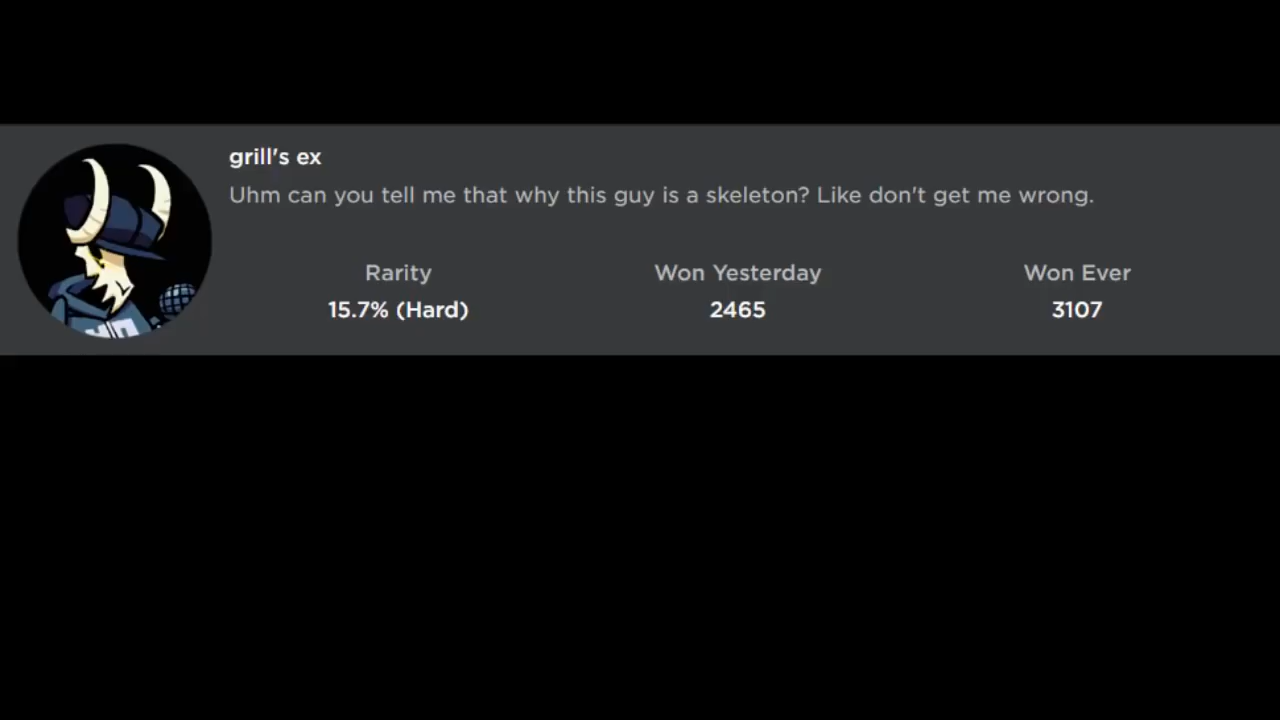 grill's ex
Uhm can you tell me that why this guy is a skeleton? Like don't get me wrong.
Rarity Won Yesterday Won Ever
15.7% (Hard) 2465 3107